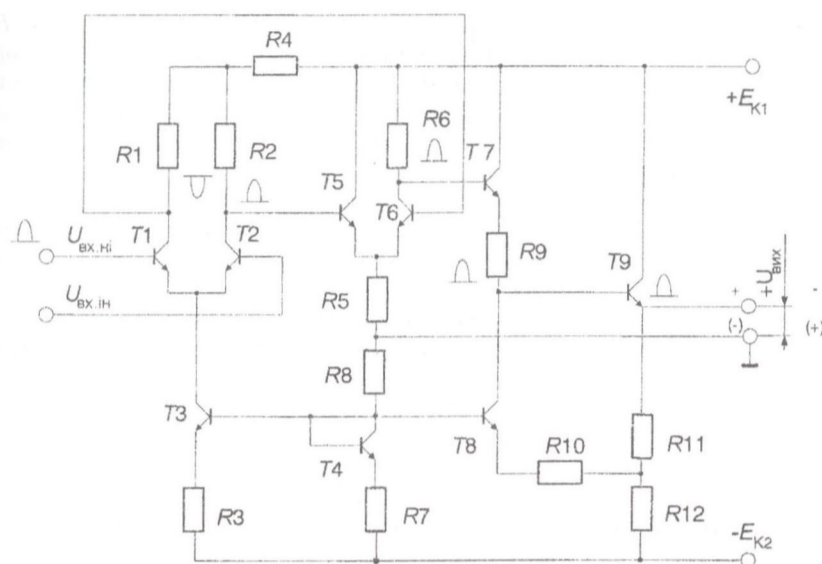 R4
+E_K1
R1
R2
R6
T5
T7
T6
T1
T2
U_вх.ні
U_вх.ін
R9
T9
+U_вих
-
+
(-)
(+)
R5
R8
T3
T4
T8
R10
R11
R3
R7
R12
-E_K2